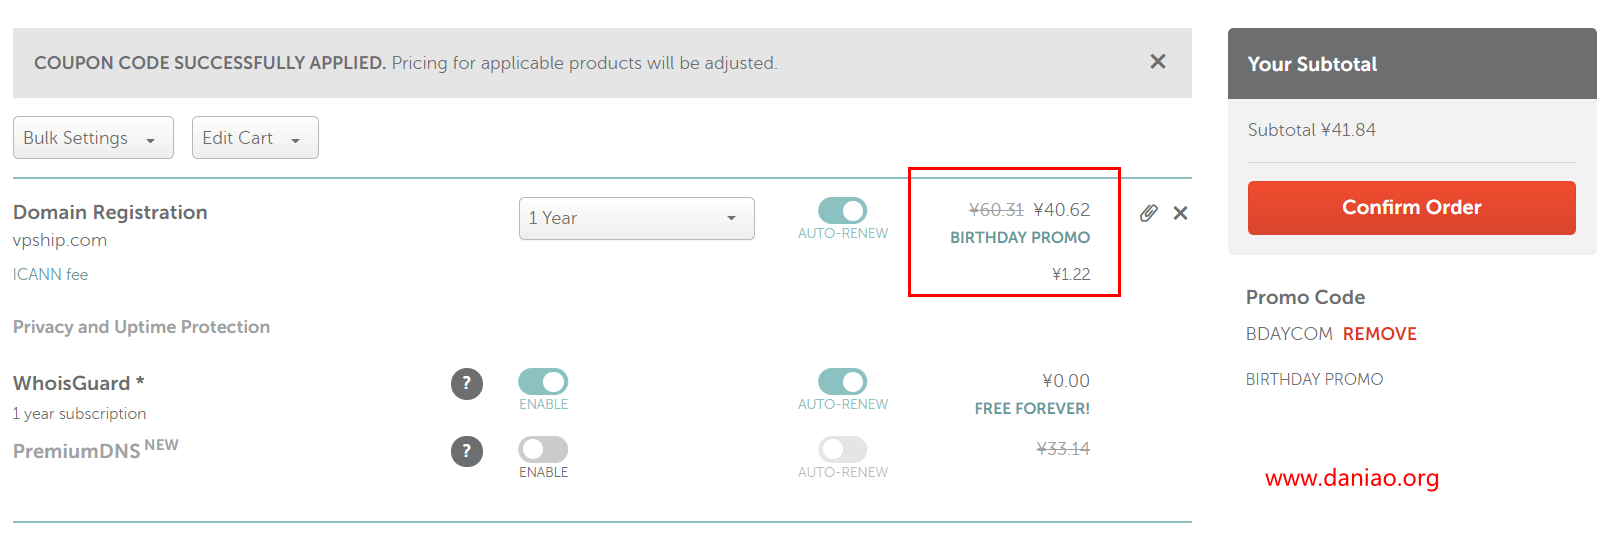 COUPON CODE SUCCESSFULLY APPLIED. Pricing for applicable products will be adjusted.
Bulk Settings
Edit Cart
Domain Registration
vpship.com
1 Year
AUTO-RENEW
¥60.31 ¥40.62
BIRTHDAY PROMO
ICANN fee
¥1.22
Privacy and Uptime Protection
WhoisGuard *
1 year subscription
?
ENABLE
AUTO-RENEW
¥0.00
FREE FOREVER!
PremiumDNS NEW
?
ENABLE
AUTO-RENEW
¥33.14
Your Subtotal
Subtotal ¥41.84
Confirm Order
Promo Code
BDAYCOM REMOVE
BIRTHDAY PROMO
www.daniao.org